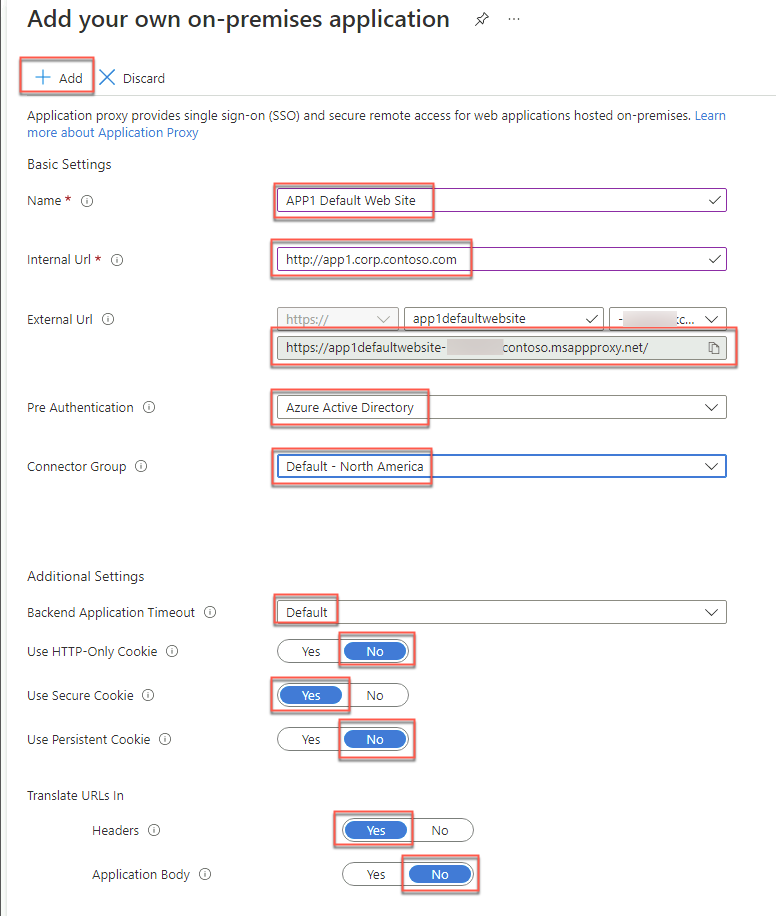 Add your own on-premises application
Add Discard
Application proxy provides single sign-on (SSO) and secure remote access for web applications hosted on-premises. Learn
more about Application Proxy
Basic Settings
Name * APP1 Default Web Site
Internal Url * http://app1.corp.contoso.com
External Url https:// app1defaultwebsite
https://app1defaultwebsite- contoso.msappproxy.net/
Pre Authentication Azure Active Directory
Connector Group Default - North America
Additional Settings
Backend Application Timeout Default
Use HTTP-Only Cookie Yes No
Use Secure Cookie Yes No
Use Persistent Cookie Yes No
Translate URLs In
Headers Yes No
Application Body Yes No